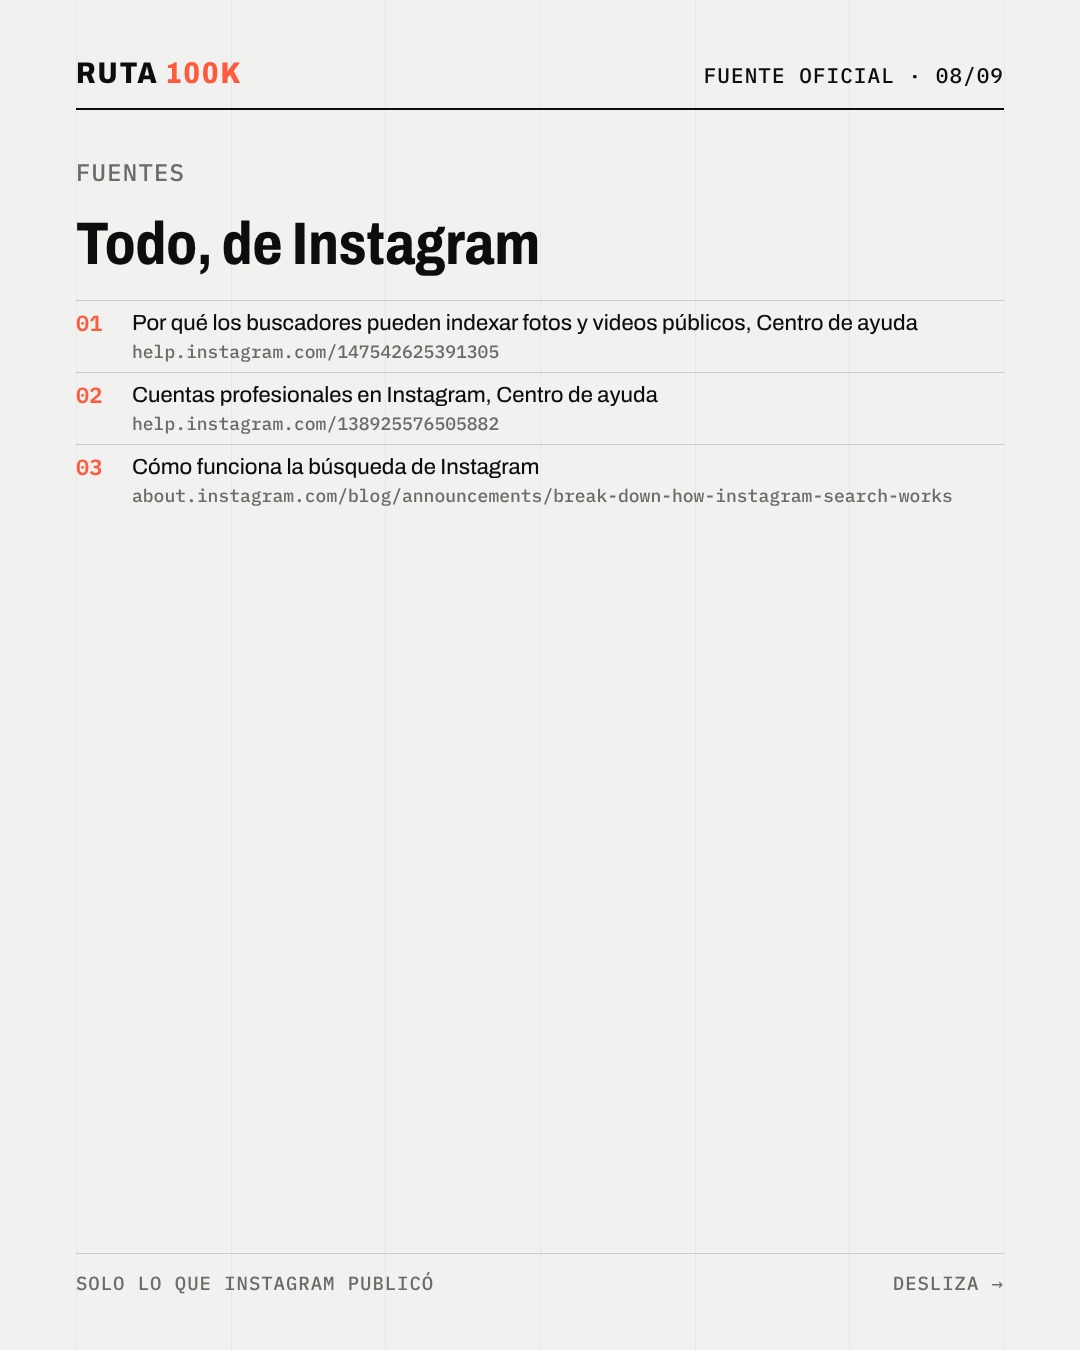 RUTA 100K
FUENTE OFICIAL · 08/09
FUENTES
Todo, de Instagram
01 Por qué los buscadores pueden indexar fotos y videos públicos, Centro de ayuda
help.instagram.com/147542625391305
02 Cuentas profesionales en Instagram, Centro de ayuda
help.instagram.com/138925576505882
03 Cómo funciona la búsqueda de Instagram
about.instagram.com/blog/announcements/break-down-how-instagram-search-works
SOLO LO QUE INSTAGRAM PUBLICÓ
DESLIZA →